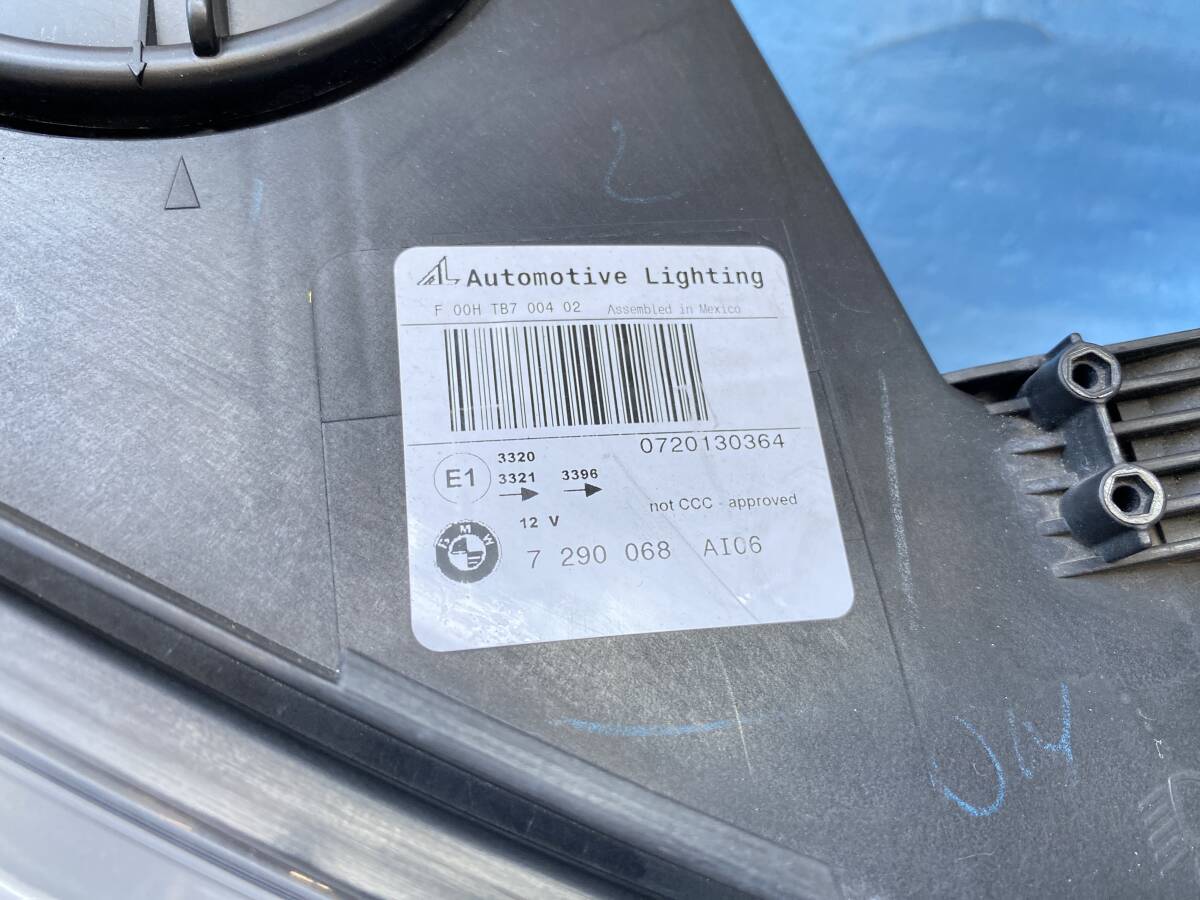 Automotive Lighting
F 00H TB7 004 02 Assembled in Mexico
0720130364
E1
3320
3321 3396
not CCC - approved
12 V
BMW
7 290 068 AI06